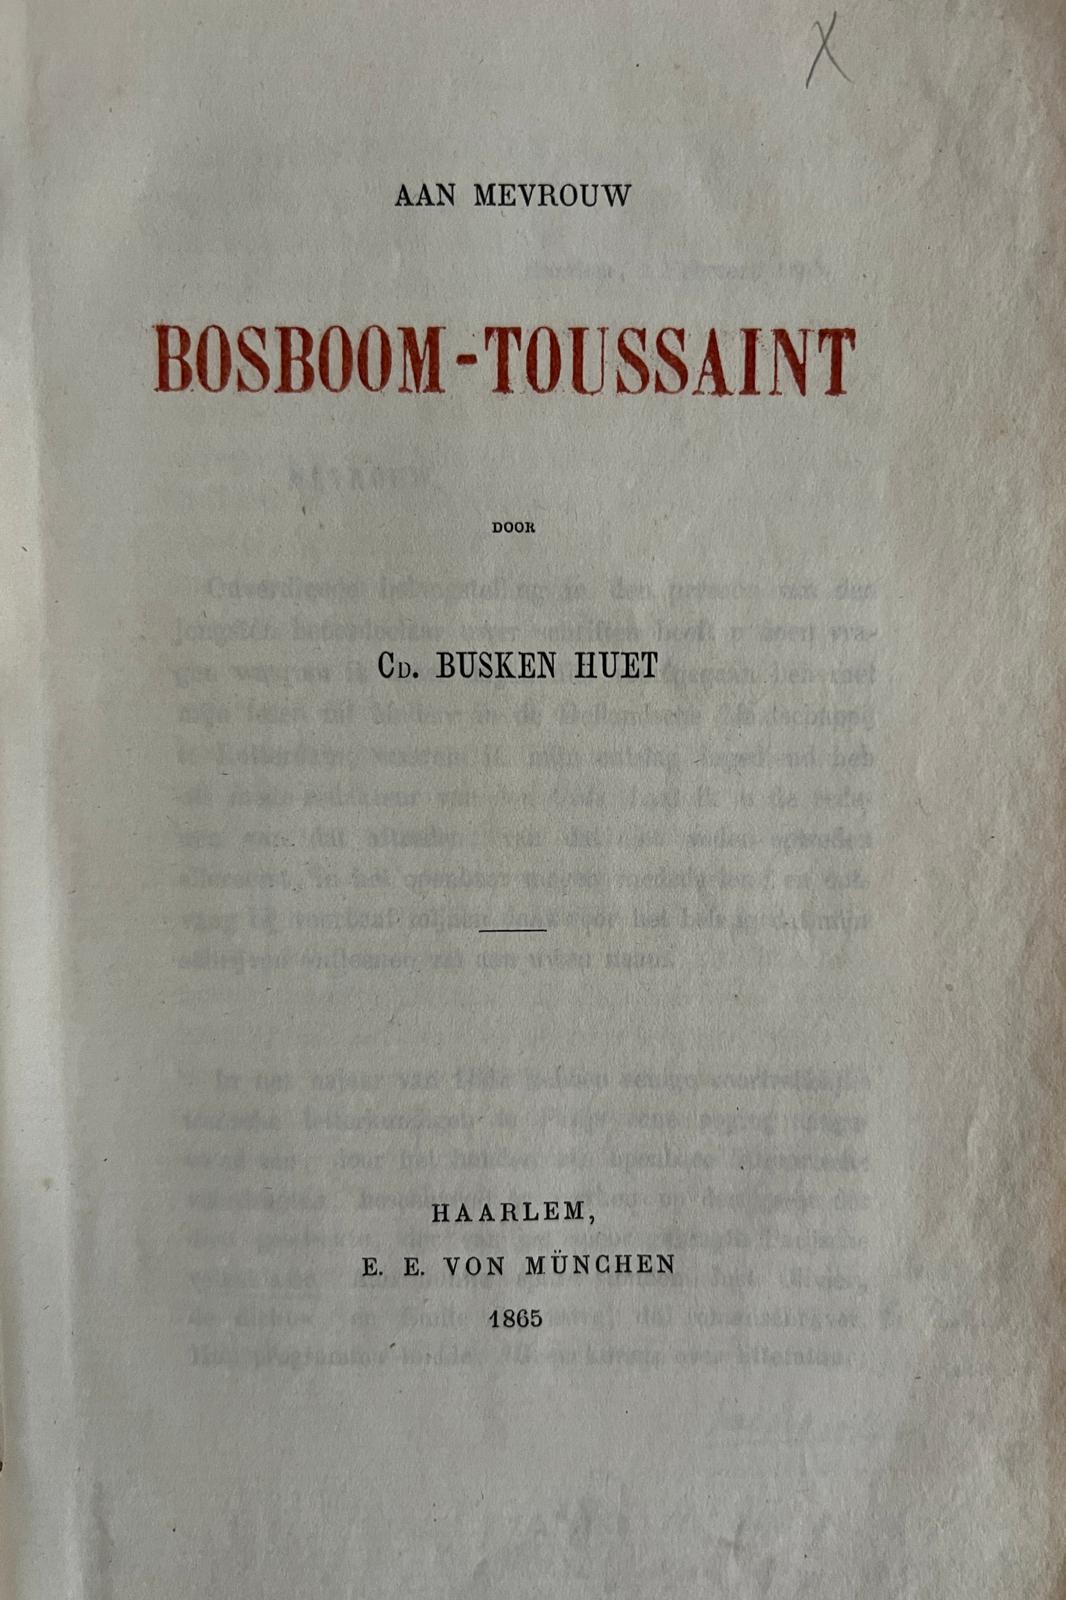 AAN MEVROUW
BOSBOOM-TOUSSAINT
DOOR
CD. BUSKEN HUET
HAARLEM,
E. E. VON MÜNCHEN
1865